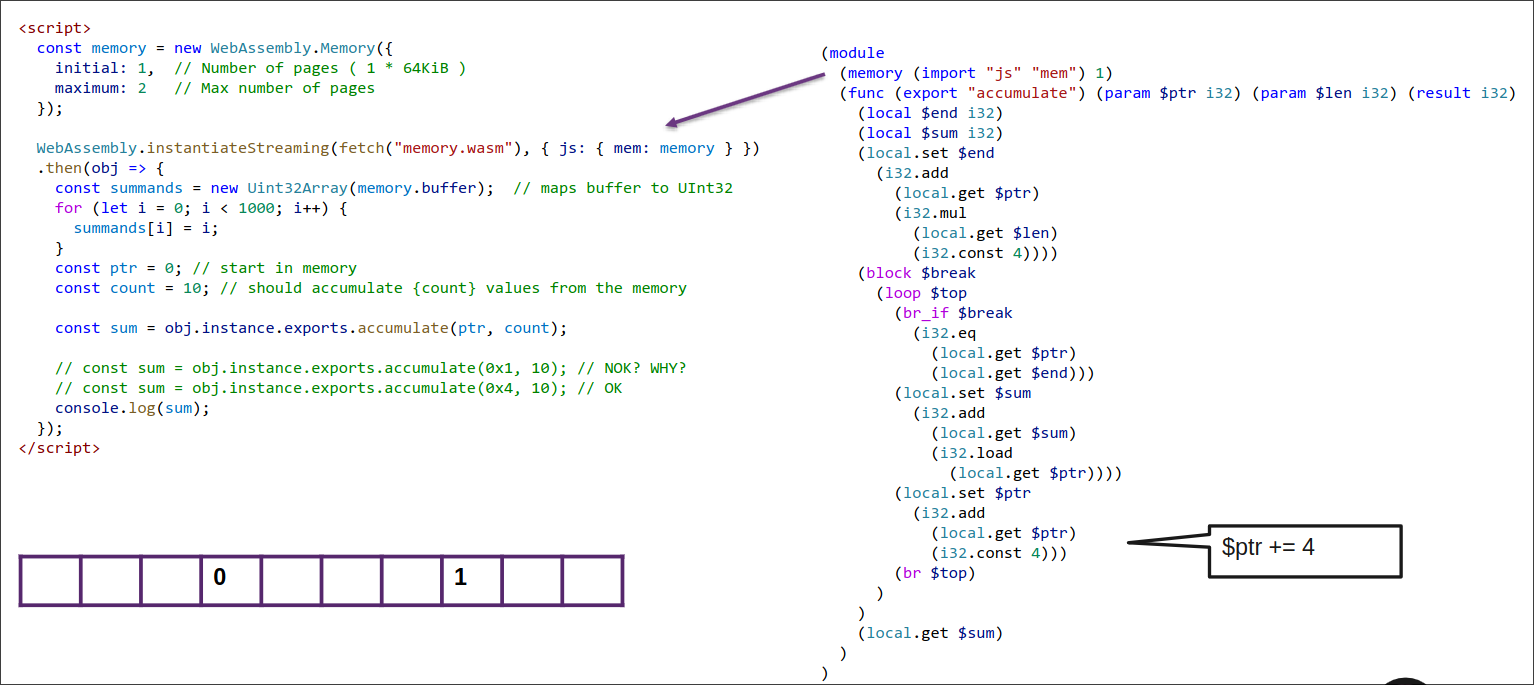 <script>
  const memory = new WebAssembly.Memory({
    initial: 1,  // Number of pages ( 1 * 64KiB )
    maximum: 2   // Max number of pages
  });

  WebAssembly.instantiateStreaming(fetch("memory.wasm"), { js: { mem: memory } })
  .then(obj => {
    const summands = new Uint32Array(memory.buffer);  // maps buffer to UInt32
    for (let i = 0; i < 1000; i++) {
      summands[i] = i;
    }
    const ptr = 0; // start in memory
    const count = 10; // should accumulate {count} values from the memory

    const sum = obj.instance.exports.accumulate(ptr, count);

    // const sum = obj.instance.exports.accumulate(0x1, 10); // NOK? WHY?
    // const sum = obj.instance.exports.accumulate(0x4, 10); // OK
    console.log(sum);
  });
</script>
0 1
(module
  (memory (import "js" "mem") 1)
  (func (export "accumulate") (param $ptr i32) (param $len i32) (result i32)
    (local $end i32)
    (local $sum i32)
    (local.set $end
      (i32.add
        (local.get $ptr)
        (i32.mul
          (local.get $len)
          (i32.const 4))))
    (block $break
      (loop $top
        (br_if $break
          (i32.eq
            (local.get $ptr)
            (local.get $end)))
        (local.set $sum
          (i32.add
            (local.get $sum)
            (i32.load
              (local.get $ptr))))
        (local.set $ptr
          (i32.add
            (local.get $ptr)
            (i32.const 4)))
        (br $top)
      )
    )
    (local.get $sum)
  )
)
$ptr += 4